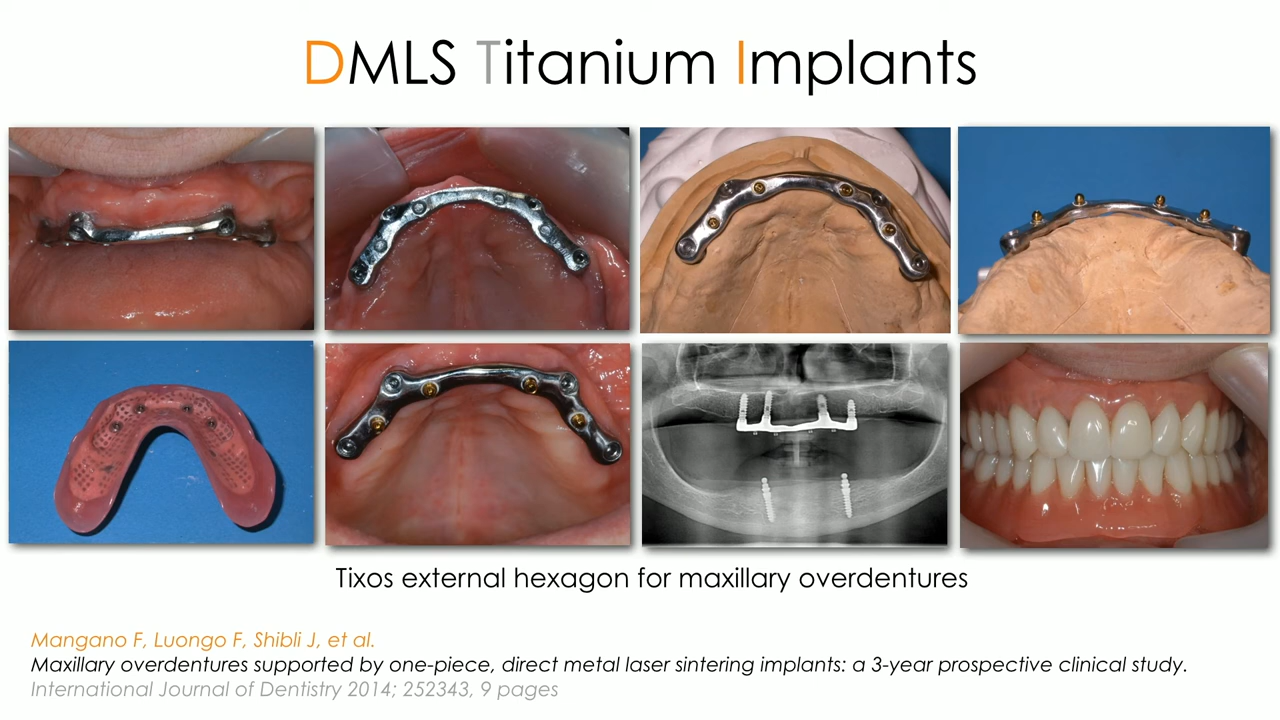 DMLS Titanium Implants
Tixos external hexagon for maxillary overdentures
Mangano F, Luongo F, Shibli J, et al.
Maxillary overdentures supported by one-piece, direct metal laser sintering implants: a 3-year prospective clinical study.
International Journal of Dentistry 2014; 252343, 9 pages